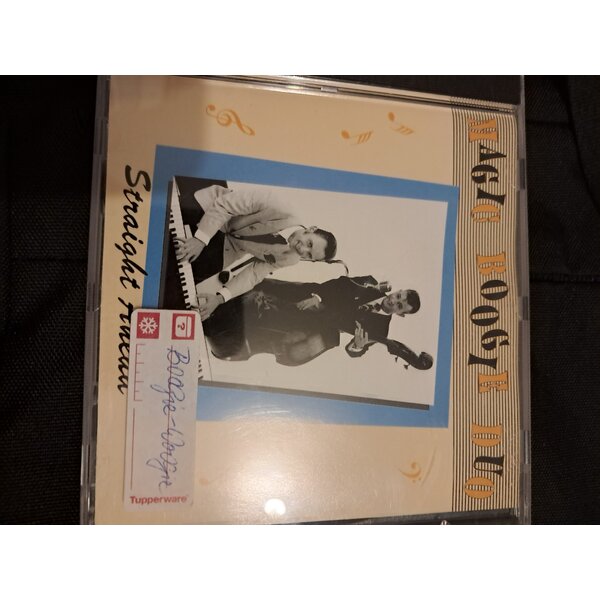 MAGIC BOOGIE DUO
Straight Ahead
?
Boogie-Woogie
Tupperware